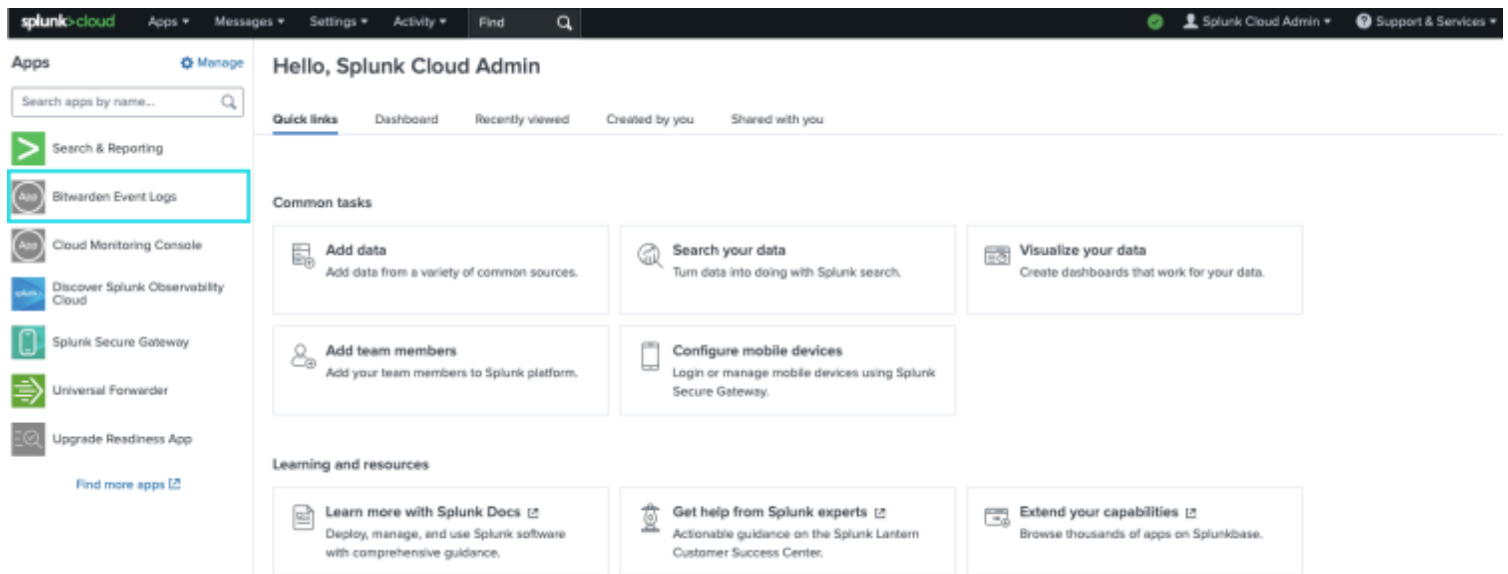 splunk>cloud Apps Messages Settings Activity Find Splunk Cloud Admin Support & Services
Apps Manage
Search apps by name...
Search & Reporting
App Bitwarden Event Logs
App Cloud Monitoring Console
splunk> Discover Splunk Observability
Cloud
Splunk Secure Gateway
Universal Forwarder
Upgrade Readiness App
Find more apps
Hello, Splunk Cloud Admin
Quick links Dashboard Recently viewed Created by you Shared with you
Common tasks
Add data
Add data from a variety of common sources.
Search your data
Turn data into doing with Splunk search.
Visualize your data
Create dashboards that work for your data.
Add team members
Add your team members to Splunk platform.
Configure mobile devices
Login or manage mobile devices using Splunk
Secure Gateway.
Learning and resources
Learn more with Splunk Docs
Deploy, manage, and use Splunk software
with comprehensive guidance.
Get help from Splunk experts
Actionable guidance on the Splunk Lantern
Customer Success Center.
Extend your capabilities
Browse thousands of apps on Splunkbase.